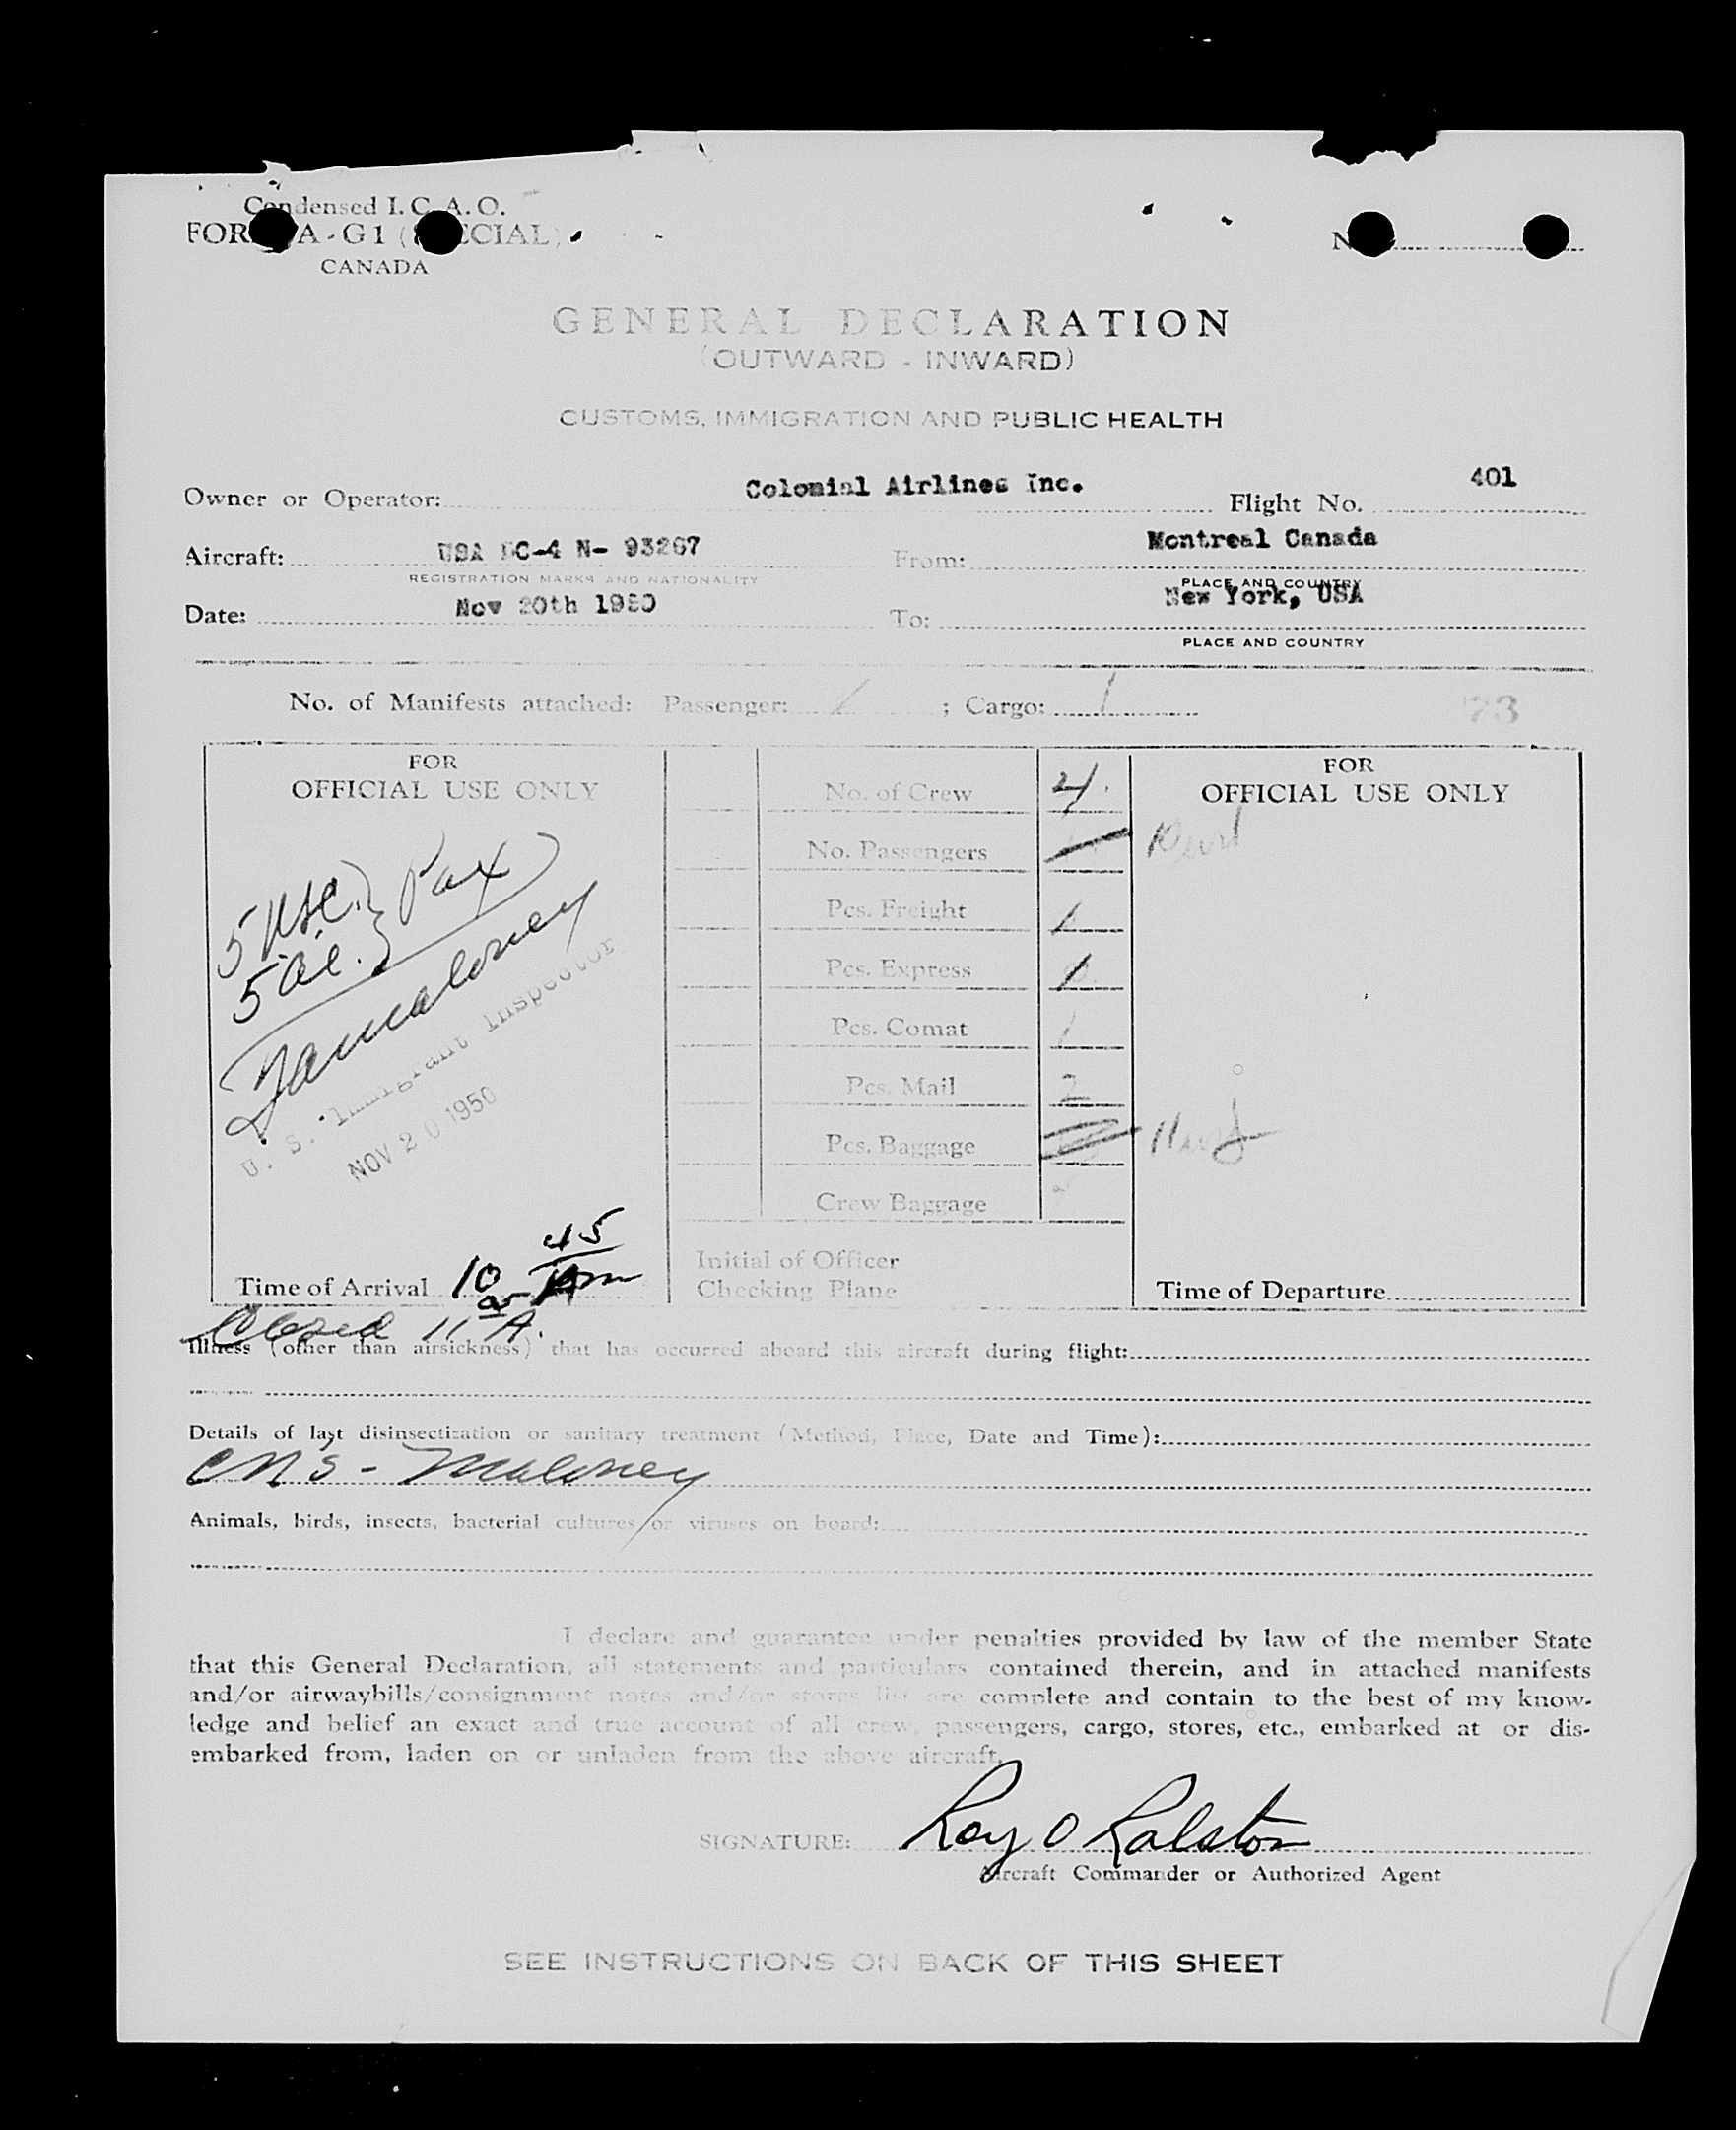 Condensed I. C. A. O.
CANADA
GENERAL DECLARATION
(OUTWARD - INWARD)
CUSTOMS, IMMIGRATION AND PUBLIC HEALTH
Owner or Operator: Colonial Airlines Inc. Flight No. 401
Aircraft: USA DC-4 N- 93267 From: Montreal Canada
REGISTRATION MARKS AND NATIONALITY PLACE AND COUNTRY
Date: Nov 20th 1950 To: New York, USA
PLACE AND COUNTRY
No. of Manifests attached: Passenger: 1 ; Cargo: 1 73
FOR
OFFICIAL USE ONLY
5 USC. } Pax
5 al.
Maloney
U. S. Immigrant Inspector
NOV 20 1950
Time of Arrival 10 45 Am
No. of Crew 4
No. Passengers
Pcs. Freight 1
Pcs. Express 1
Pcs. Comat 1
Pcs. Mail 2
Pcs. Baggage
Crew Baggage
Initial of Officer
Checking Plane
FOR
OFFICIAL USE ONLY
Time of Departure
Closed 11 05 A.
Illness (other than airsickness) that has occurred aboard this aircraft during flight:
Details of last disinsectization or sanitary treatment (Method, Place, Date and Time):
Maloney
Animals, birds, insects, bacterial cultures or viruses on board:
I declare and guarantee under penalties provided by law of the member State
that this General Declaration, all statements and particulars contained therein, and in attached manifests
and/or airwaybills/consignment notes and/or stores list are complete and contain to the best of my know-
ledge and belief an exact and true account of all crew, passengers, cargo, stores, etc., embarked at or dis-
embarked from, laden on or unladen from the above aircraft.
SIGNATURE: Roy O Ralston
Aircraft Commander or Authorized Agent
SEE INSTRUCTIONS ON BACK OF THIS SHEET